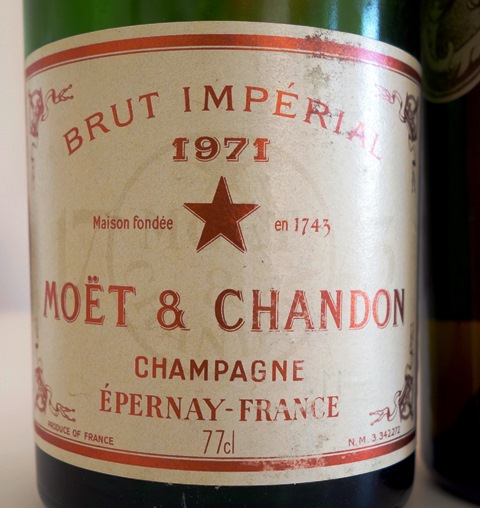 BRUT IMPÉRIAL
1971
Maison fondée en 1743
MOËT & CHANDON
CHAMPAGNE
ÉPERNAY-FRANCE
PRODUCE OF FRANCE 77cl N.M. 3.342272